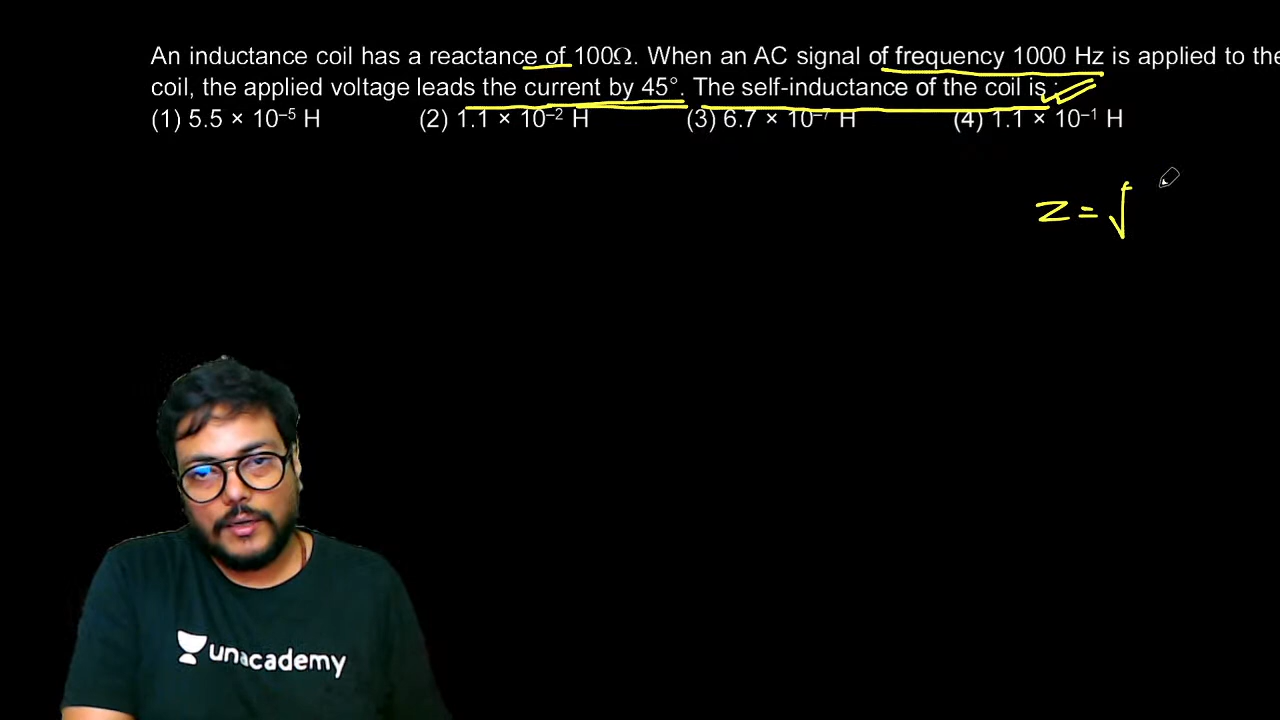 An inductance coil has a reactance of 100Ω. When an AC signal of frequency 1000 Hz is applied to the
coil, the applied voltage leads the current by 45°. The self-inductance of the coil is :
(1) 5.5 × 10⁻⁵ H (2) 1.1 × 10⁻² H (3) 6.7 × 10⁻⁷ H (4) 1.1 × 10⁻¹ H
Z = √
unacademy